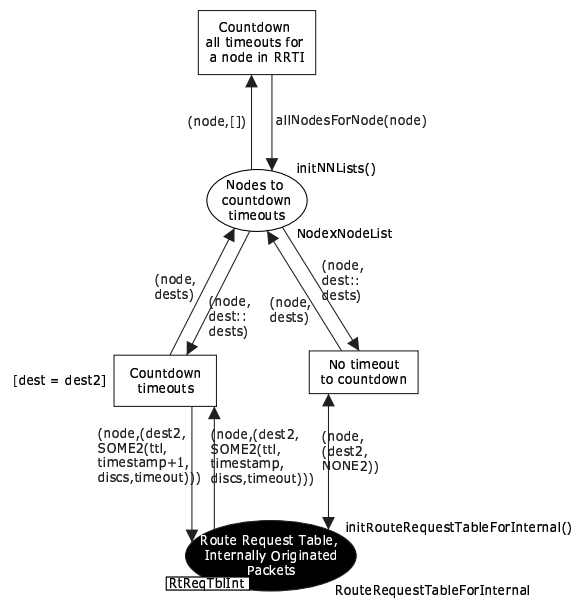 Countdown
all timeouts for
a node in RRTI
(node,[])
allNodesForNode(node)
initNNLists()
Nodes to
countdown
timeouts
NodexNodeList
(node,
dests)
(node,
dest::
dests)
(node,
dests)
(node,
dest::
dests)
[dest = dest2]
Countdown
timeouts
No timeout
to countdown
(node,(dest2,
SOME2(ttl,
timestamp+1,
discs,timeout)))
(node,(dest2,
SOME2(ttl,
timestamp,
discs,timeout)))
(node,
(dest2,
NONE2))
initRouteRequestTableForInternal()
Route Request Table,
Internally Originated
Packets
RtReqTblInt
RouteRequestTableForInternal